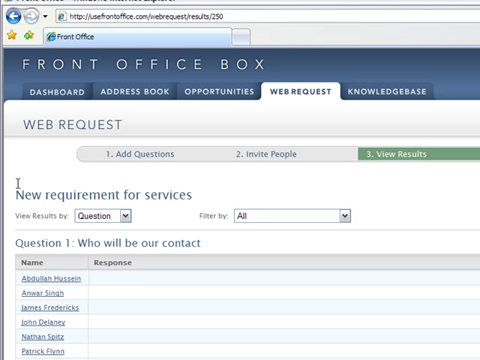 http://usefrontoffice.com/webrequest/results/250
Front Office
FRONT OFFICE BOX
DASHBOARD ADDRESS BOOK OPPORTUNITIES WEB REQUEST KNOWLEDGEBASE
WEB REQUEST
1. Add Questions 2. Invite People 3. View Results
New requirement for services
View Results by: Question Filter by: All
Question 1: Who will be our contact
Name Response
Abdullah Hussein
Anwar Singh
James Fredericks
John Delaney
Nathan Spitz
Patrick Flynn